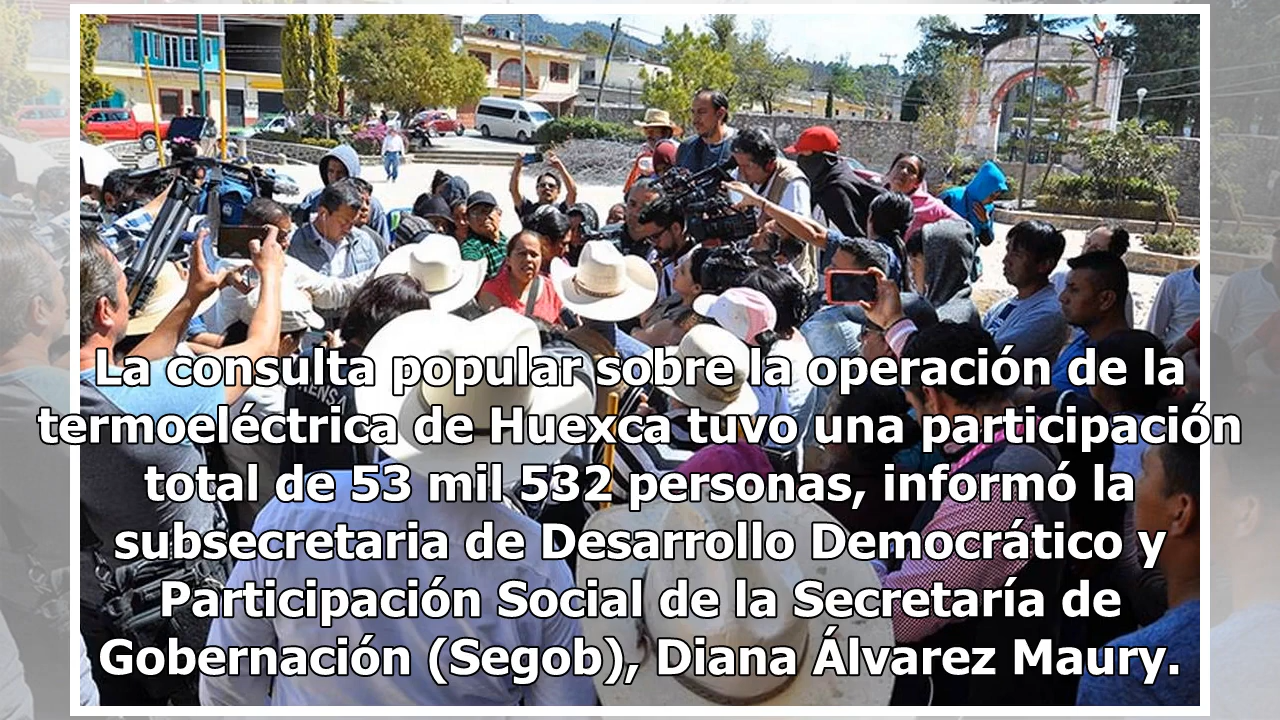 La consulta popular sobre la operación de la
termoeléctrica de Huexca tuvo una participación
total de 53 mil 532 personas, informó la
subsecretaria de Desarrollo Democrático y
Participación Social de la Secretaría de
Gobernación (Segob), Diana Álvarez Maury.
PRENSA